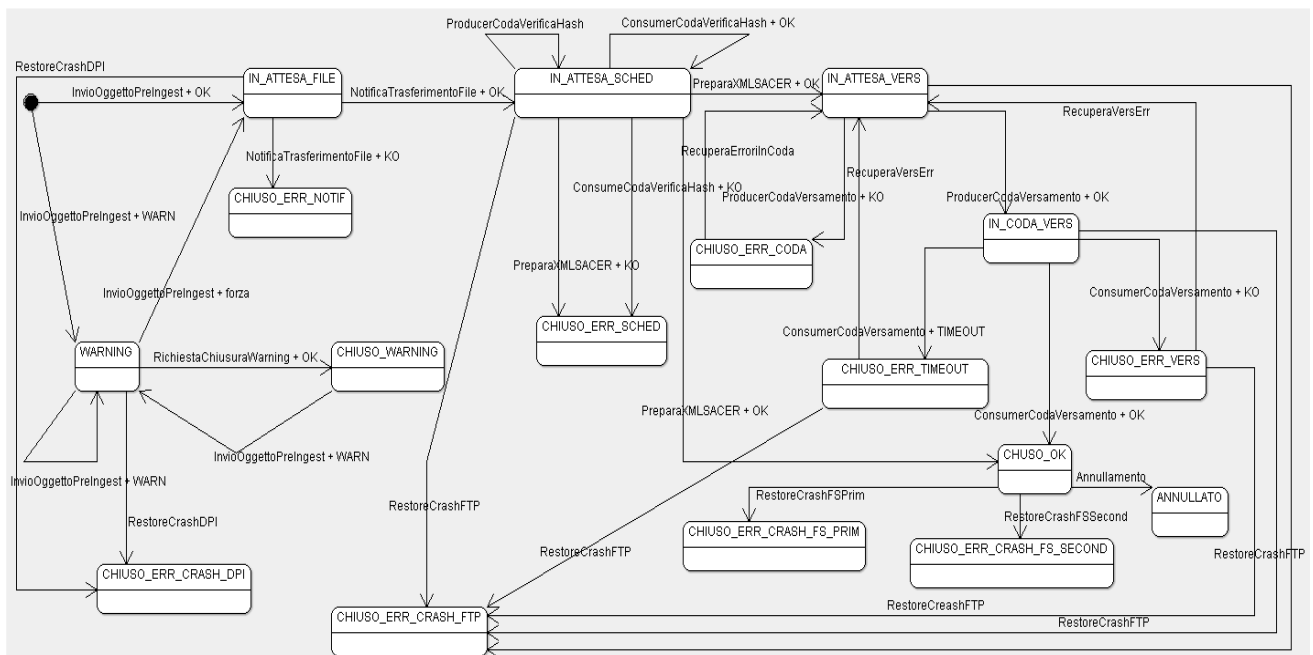 ProducerCodaVerificaHash
ConsumerCodaVerificaHash + OK
RestoreCrashDPI
IN_ATTESA_FILE
IN_ATTESA_SCHED
IN_ATTESA_VERS
InvioOggettoPreIngest + OK
NotificaTrasferimentoFile + OK
PreparaXMLSACER + OK
RecuperaVersErr
NotificaTrasferimentoFile + KO
RecuperaErroriInCoda
RecuperaVersErr
CHIUSO_ERR_NOTIF
ConsumeCodaVerificaHash + KO
ProducerCodaVersamento + KO
ProducerCodaVersamento + OK
InvioOggettoPreIngest + WARN
IN_CODA_VERS
CHIUSO_ERR_CODA
PreparaXMLSACER + KO
InvioOggettoPreIngest + forza
ConsumerCodaVersamento + KO
CHIUSO_ERR_SCHED
ConsumerCodaVersamento + TIMEOUT
WARNING
RichiestaChiusuraWarning + OK
CHIUSO_WARNING
CHIUSO_ERR_TIMEOUT
CHIUSO_ERR_VERS
PreparaXMLSACER + OK
ConsumerCodaVersamento + OK
InvioOggettoPreIngest + WARN
CHUSO_OK
InvioOggettoPreIngest + WARN
Annullamento
RestoreCrashFSPrim
ANNULLATO
RestoreCrashFTP
RestoreCrashFSSecond
RestoreCrashDPI
CHIUSO_ERR_CRASH_FS_PRIM
CHIUSO_ERR_CRASH_FS_SECOND
RestoreCrashFTP
RestoreCrashFTP
CHIUSO_ERR_CRASH_DPI
RestoreCreashFTP
CHIUSO_ERR_CRASH_FTP
RestoreCrashFTP